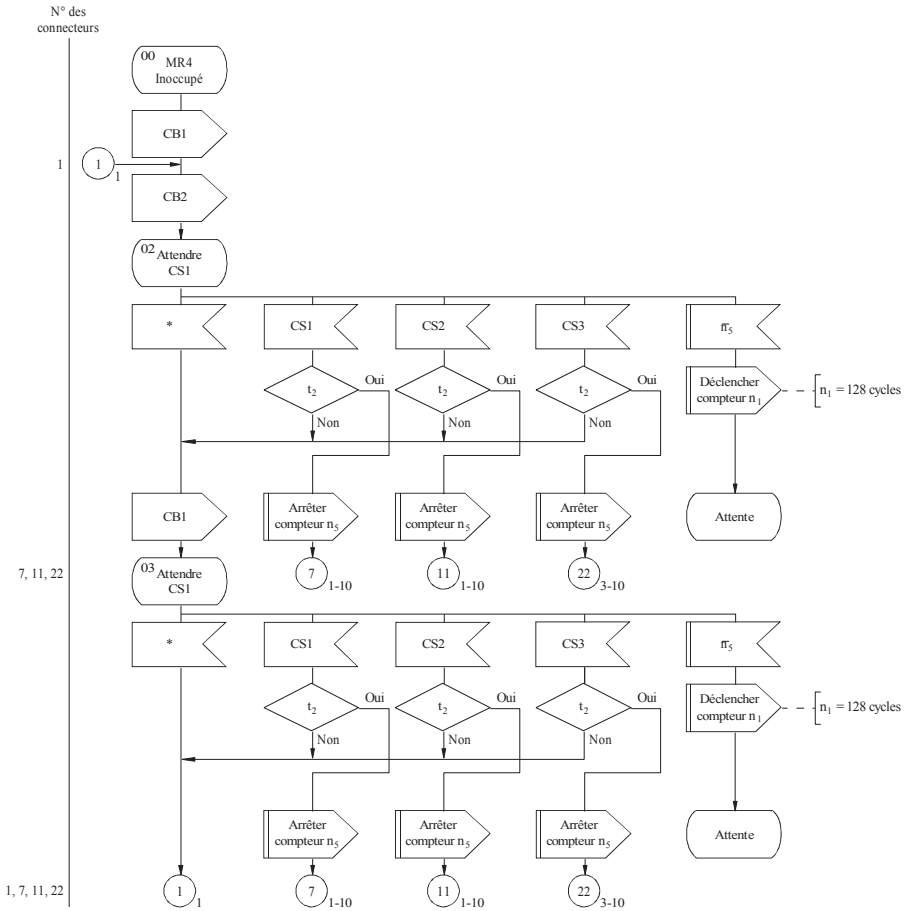 N° des
connecteurs
00
MR4
Inoccupé
CB1
1
1
1
CB2
02 Attendre
CS1
*
CS1
CS2
CS3
n5
t2
Oui
t2
Oui
t2
Oui
Déclencher
compteur n1
n1 = 128 cycles
Non
Non
Non
CB1
Arrêter
compteur n5
Arrêter
compteur n5
Arrêter
compteur n5
Attente
7, 11, 22
03 Attendre
CS1
7
1-10
11
1-10
22
3-10
*
CS1
CS2
CS3
n5
t2
Oui
t2
Oui
t2
Oui
Déclencher
compteur n1
n1 = 128 cycles
Non
Non
Non
Arrêter
compteur n5
Arrêter
compteur n5
Arrêter
compteur n5
Attente
1, 7, 11, 22
1
1
7
1-10
11
1-10
22
3-10